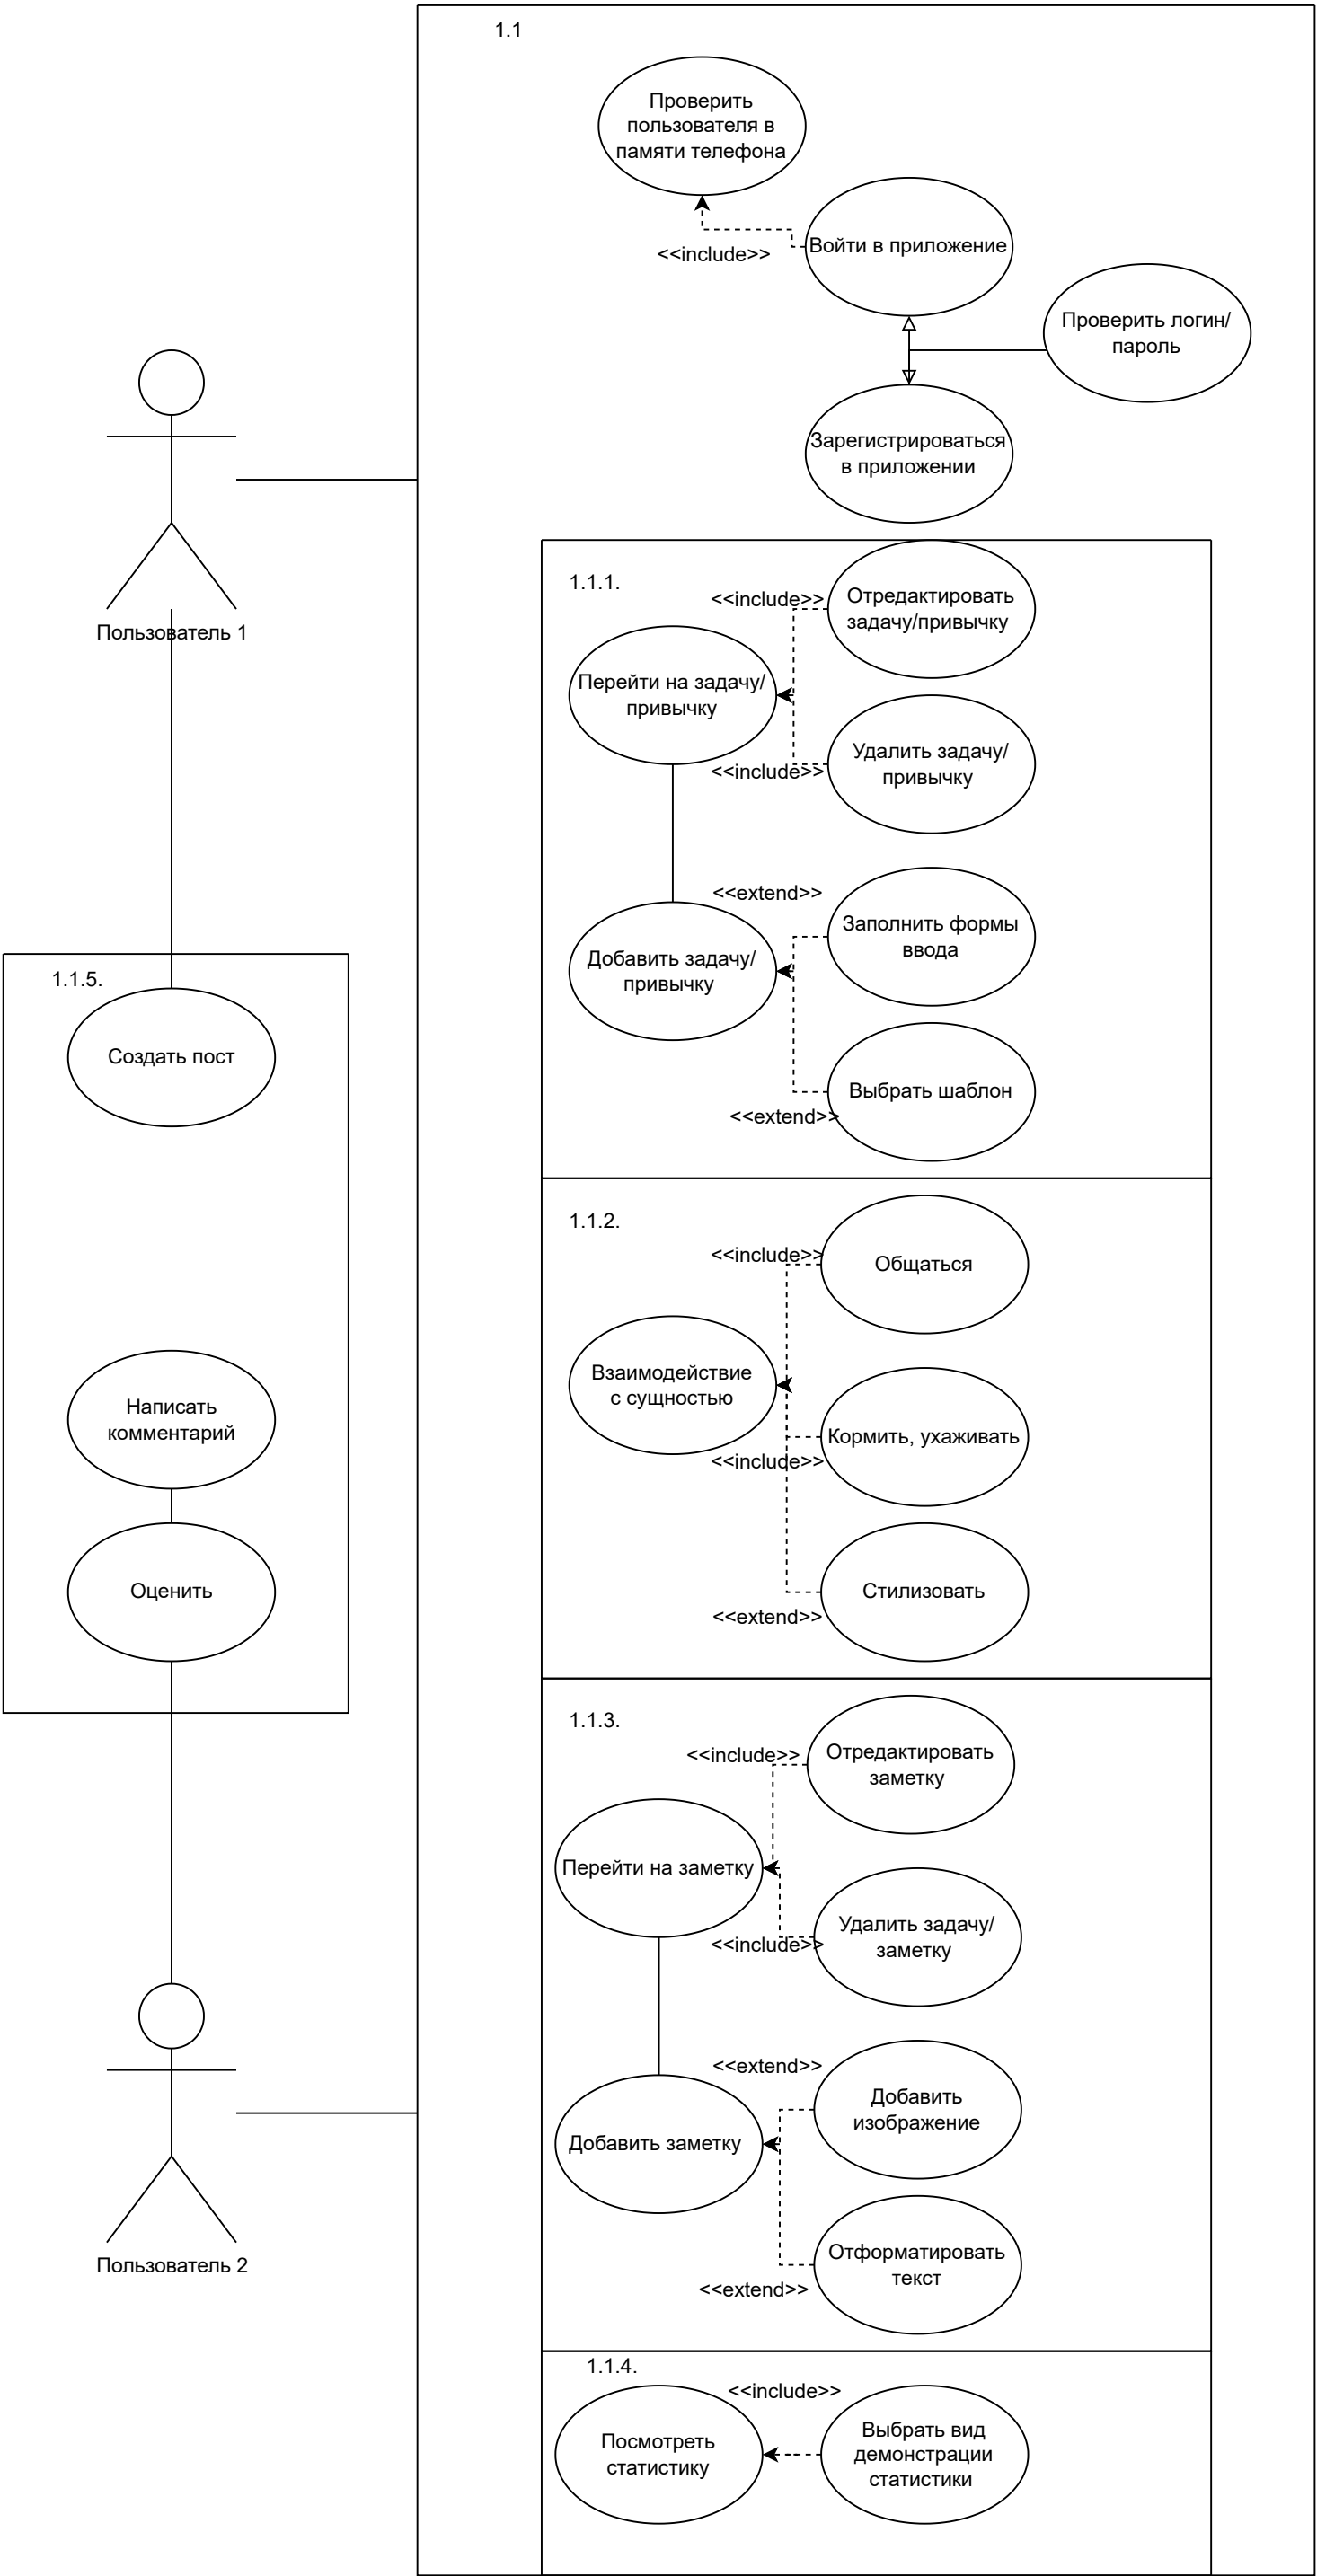 1.1
Проверить
пользователя в
памяти телефона
<<include>>
Войти в приложение
Проверить логин/
пароль
Зарегистрироваться
в приложении
Пользователь 1
1.1.1.
<<include>>
Отредактировать
задачу/привычку
Перейти на задачу/
привычку
<<include>>
Удалить задачу/
привычку
<<extend>>
Заполнить формы
ввода
Добавить задачу/
привычку
Выбрать шаблон
<<extend>>
1.1.5.
Создать пост
Написать
комментарий
Оценить
1.1.2.
<<include>>
Общаться
Взаимодействие
с сущностью
Кормить, ухаживать
<<include>>
Стилизовать
<<extend>>
1.1.3.
<<include>>
Отредактировать
заметку
Перейти на заметку
Удалить задачу/
заметку
<<include>>
<<extend>>
Добавить
изображение
Добавить заметку
Отформатировать
текст
<<extend>>
Пользователь 2
1.1.4.
<<include>>
Посмотреть
статистику
Выбрать вид
демонстрации
статистики